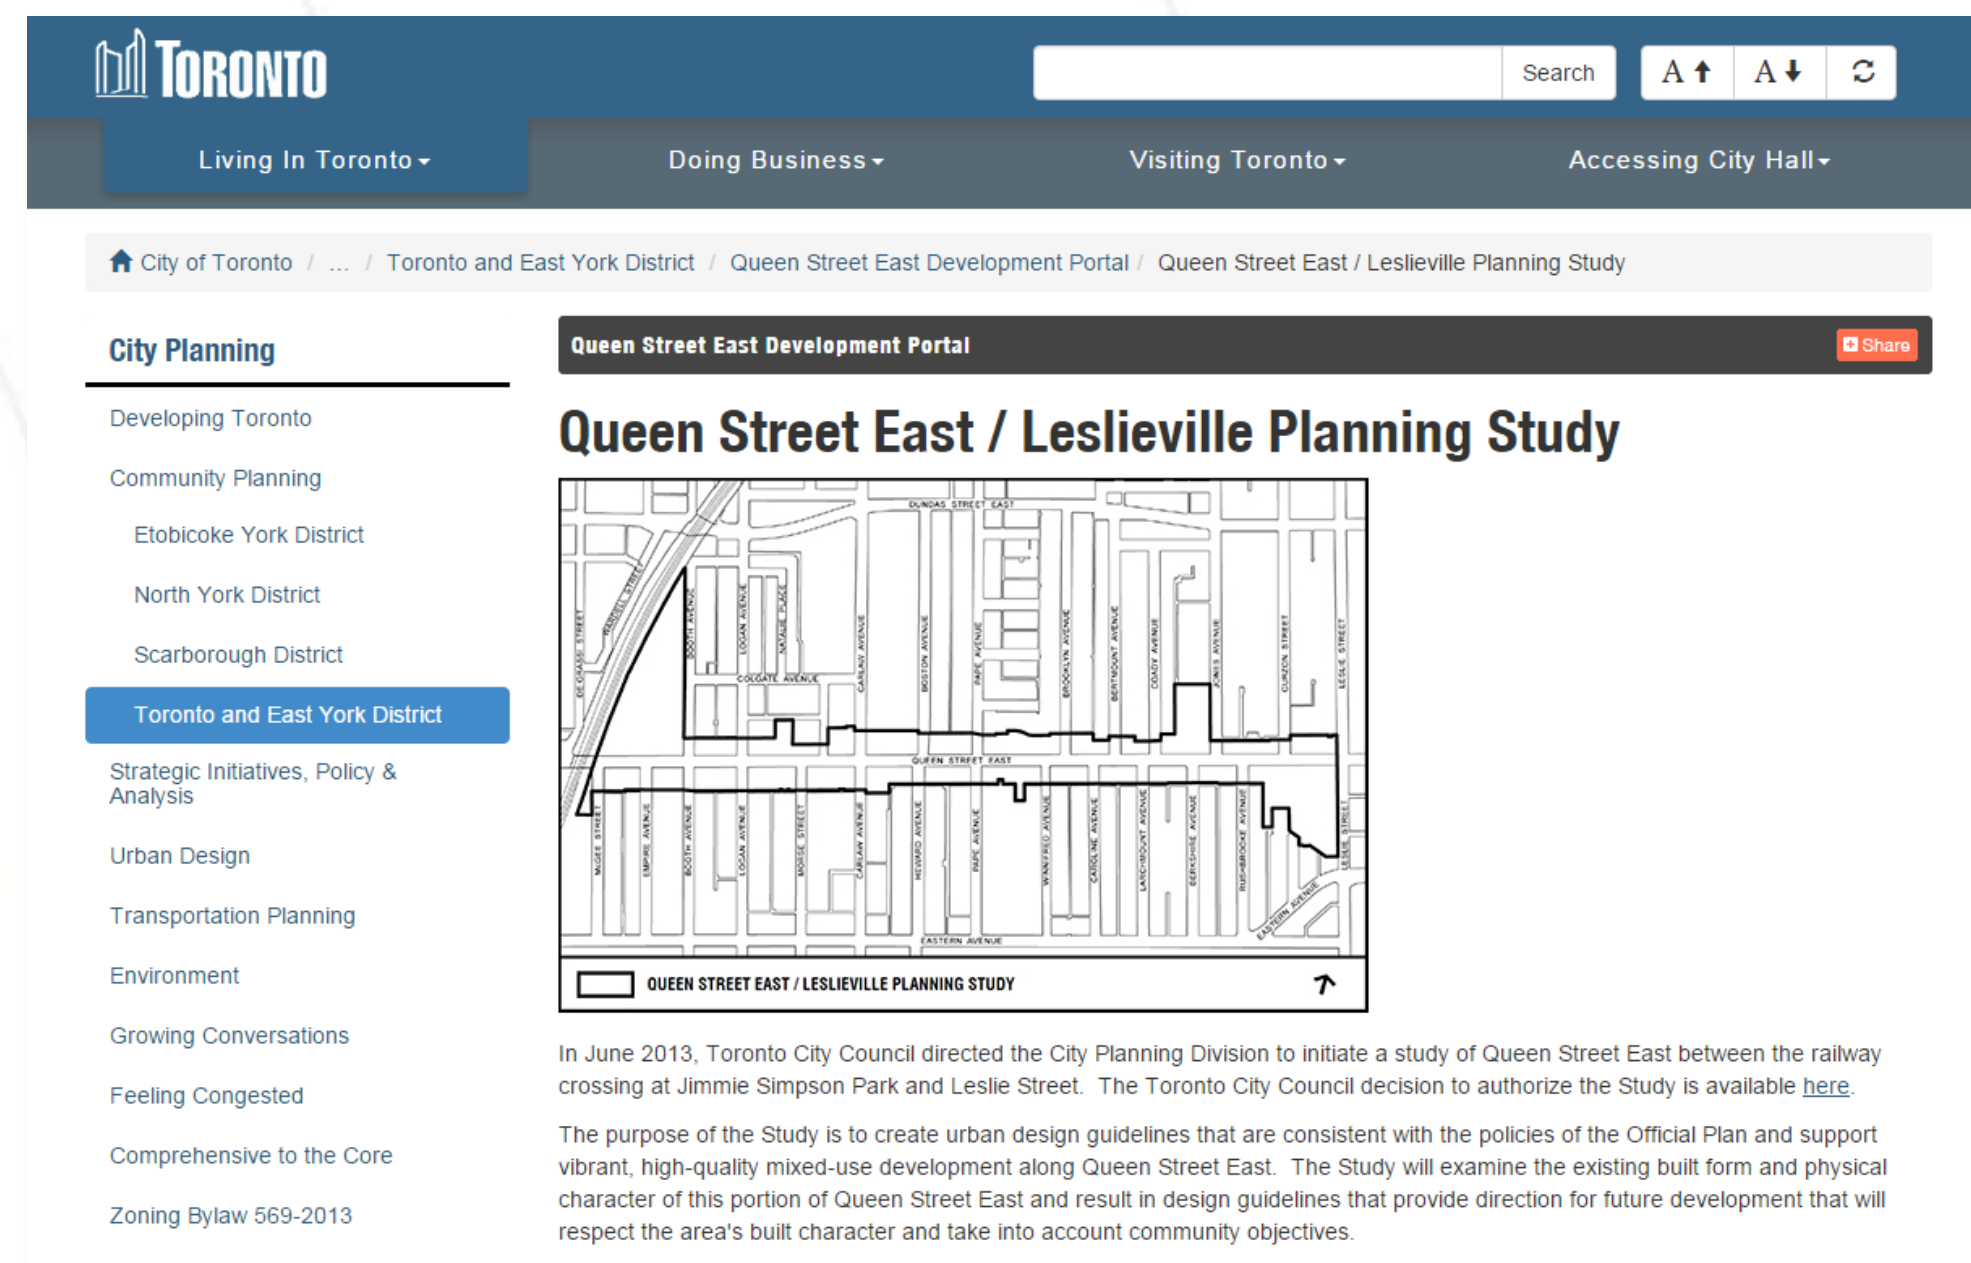 TORONTO
Search
A
A
Living In Toronto
Doing Business
Visiting Toronto
Accessing City Hall
City of Toronto / ... / Toronto and East York District / Queen Street East Development Portal / Queen Street East / Leslieville Planning Study
City Planning
Developing Toronto
Community Planning
Etobicoke York District
North York District
Scarborough District
Toronto and East York District
Strategic Initiatives, Policy &
Analysis
Urban Design
Transportation Planning
Environment
Growing Conversations
Feeling Congested
Comprehensive to the Core
Zoning Bylaw 569-2013
Queen Street East Development Portal
Share
Queen Street East / Leslieville Planning Study
DUNDAS STREET EAST
DE GRASSI STREET
WARDELL STREET
BOOTH AVENUE
LOGAN AVENUE
NATALIE PLACE
COLGATE AVENUE
CARLAW AVENUE
BOSTON AVENUE
PAPE AVENUE
BROOKLYN AVENUE
BERTMOUNT AVENUE
COADY AVENUE
JONES AVENUE
CURZON STREET
LESLIE STREET
QUEEN STREET EAST
McGEE STREET
EMPIRE AVENUE
BOOTH AVENUE
LOGAN AVENUE
MORSE STREET
CARLAW AVENUE
HEWARD AVENUE
PAPE AVENUE
WINNIFRED AVENUE
CAROLINE AVENUE
LARCHMOUNT AVENUE
BERKSHIRE AVENUE
RUSHBROOKE AVENUE
LESLIE STREET
EASTERN AVENUE
EASTERN AVENUE
QUEEN STREET EAST / LESLIEVILLE PLANNING STUDY
In June 2013, Toronto City Council directed the City Planning Division to initiate a study of Queen Street East between the railway
crossing at Jimmie Simpson Park and Leslie Street. The Toronto City Council decision to authorize the Study is available here.
The purpose of the Study is to create urban design guidelines that are consistent with the policies of the Official Plan and support
vibrant, high-quality mixed-use development along Queen Street East. The Study will examine the existing built form and physical
character of this portion of Queen Street East and result in design guidelines that provide direction for future development that will
respect the area's built character and take into account community objectives.